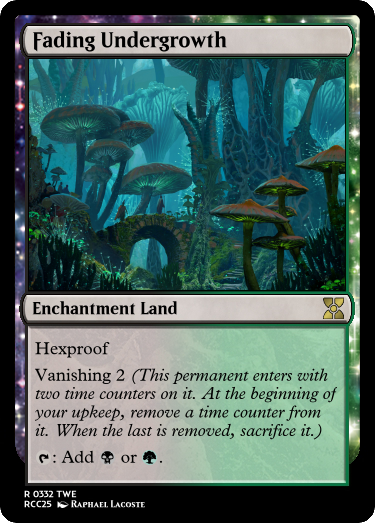 Fading Undergrowth
Enchantment Land
Hexproof
Vanishing 2 (This permanent enters with
two time counters on it. At the beginning of
your upkeep, remove a time counter from
it. When the last is removed, sacrifice it.)
: Add or .
R 0332 TWE
RCC25 Raphael Lacoste